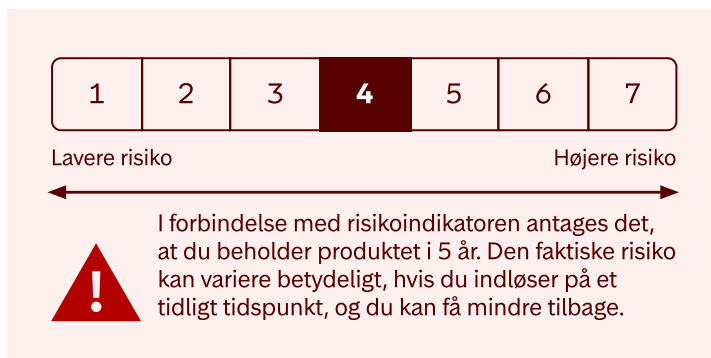 1 2 3 4 5 6 7
Lavere risiko Højere risiko
I forbindelse med risikoindikatoren antages det,
at du beholder produktet i 5 år. Den faktiske risiko
kan variere betydeligt, hvis du indløser på et
tidligt tidspunkt, og du kan få mindre tilbage.
!